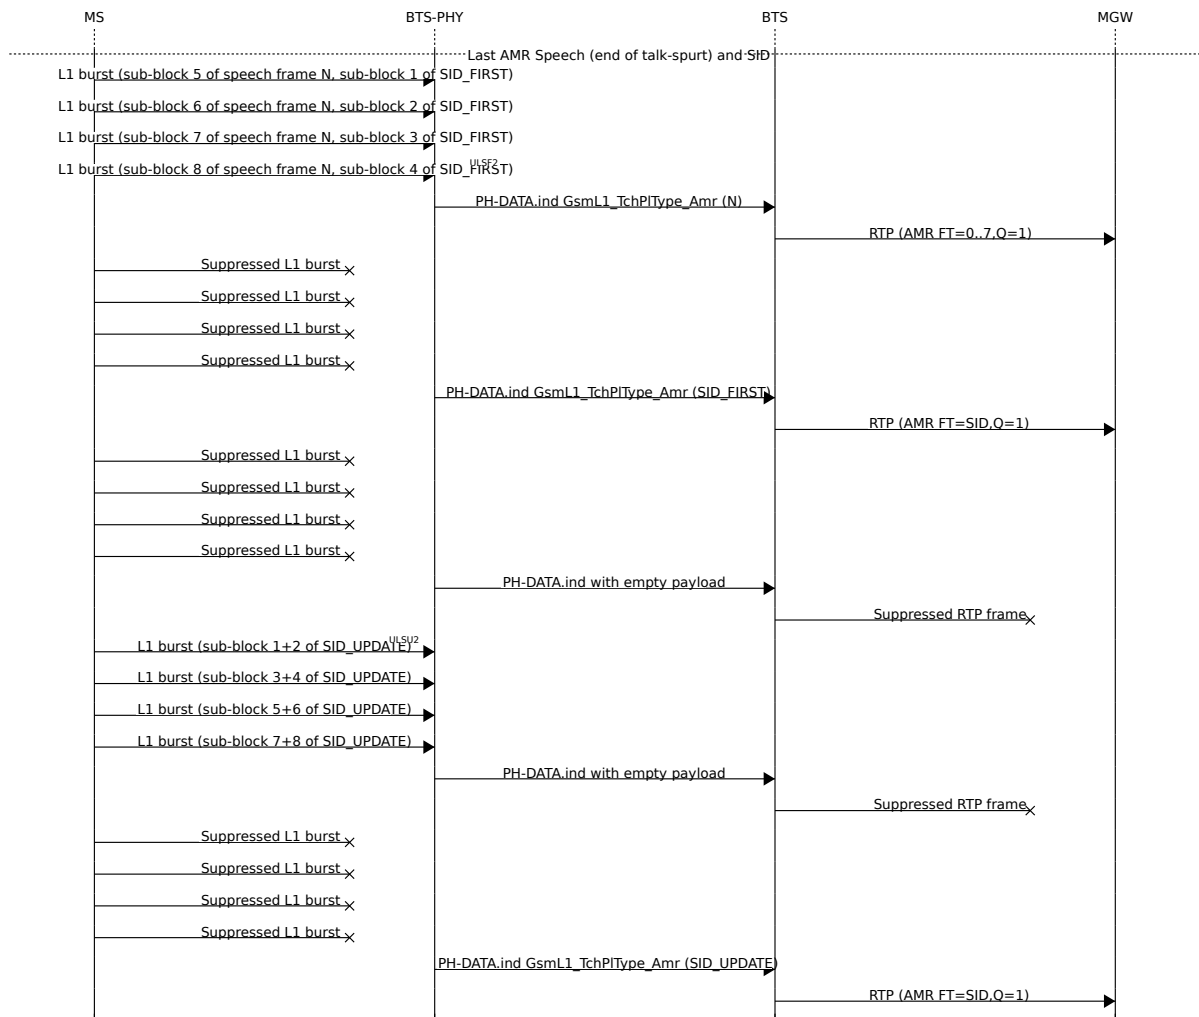 MS BTS-PHY BTS MGW
Last AMR Speech (end of talk-spurt) and SID
L1 burst (sub-block 5 of speech frame N, sub-block 1 of SID_FIRST)
L1 burst (sub-block 6 of speech frame N, sub-block 2 of SID_FIRST)
L1 burst (sub-block 7 of speech frame N, sub-block 3 of SID_FIRST)
L1 burst (sub-block 8 of speech frame N, sub-block 4 of SID_FIRST) ULSF2
PH-DATA.ind GsmL1_TchPlType_Amr (N)
RTP (AMR FT=0..7,Q=1)
Suppressed L1 burst
Suppressed L1 burst
Suppressed L1 burst
Suppressed L1 burst
PH-DATA.ind GsmL1_TchPlType_Amr (SID_FIRST)
RTP (AMR FT=SID,Q=1)
Suppressed L1 burst
Suppressed L1 burst
Suppressed L1 burst
Suppressed L1 burst
PH-DATA.ind with empty payload
Suppressed RTP frame
L1 burst (sub-block 1+2 of SID_UPDATE) ULSU2
L1 burst (sub-block 3+4 of SID_UPDATE)
L1 burst (sub-block 5+6 of SID_UPDATE)
L1 burst (sub-block 7+8 of SID_UPDATE)
PH-DATA.ind with empty payload
Suppressed RTP frame
Suppressed L1 burst
Suppressed L1 burst
Suppressed L1 burst
Suppressed L1 burst
PH-DATA.ind GsmL1_TchPlType_Amr (SID_UPDATE)
RTP (AMR FT=SID,Q=1)